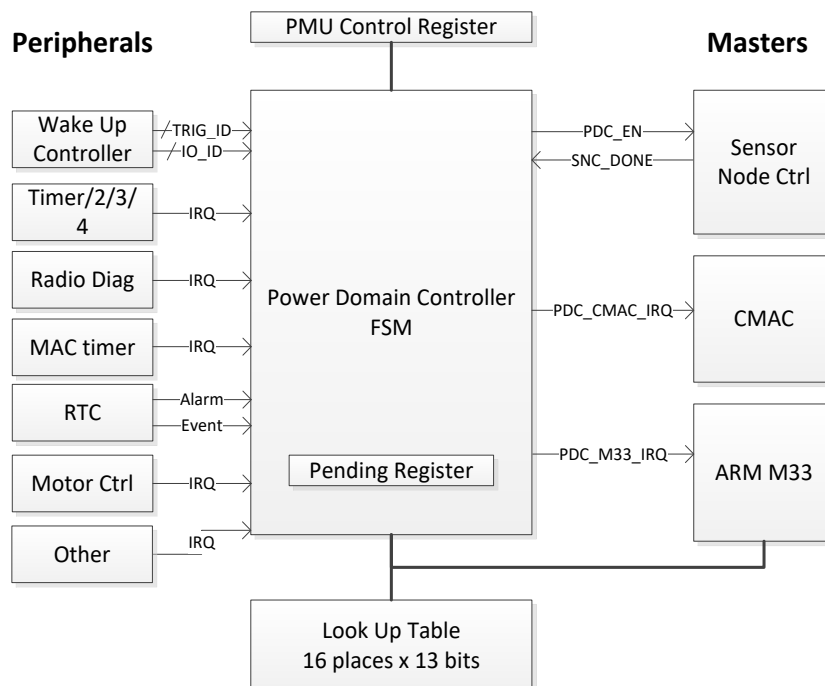 PMU Control Register
Peripherals
Masters
Wake Up
Controller
TRIG_ID
IO_ID
PDC_EN
SNC_DONE
Sensor
Node Ctrl
Timer/2/3/
4
IRQ
Radio Diag
IRQ
Power Domain Controller
FSM
PDC_CMAC_IRQ
CMAC
MAC timer
IRQ
RTC
Alarm
Event
PDC_M33_IRQ
ARM M33
Pending Register
Motor Ctrl
IRQ
Other
IRQ
Look Up Table
16 places x 13 bits